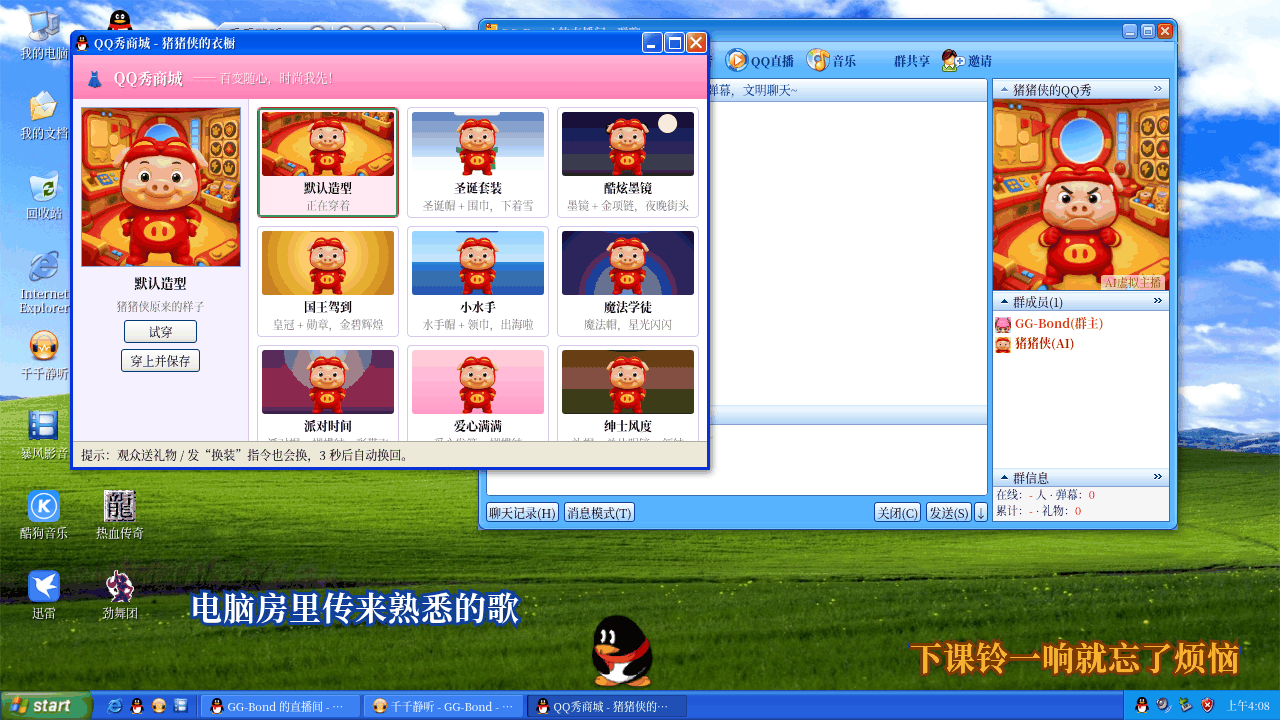 我的电脑
我的文档
回收站
Internet
Explorer
千千静听
暴风影音
酷狗音乐
热血传奇
迅雷
劲舞团
QQ秀商城 - 猪猪侠的衣橱
QQ秀商城 —— 百变随心，时尚我先！
默认造型
猪猪侠原来的样子
试穿
穿上并保存
默认造型
正在穿着
圣诞套装
圣诞帽 + 围巾，下着雪
酷炫墨镜
墨镜 + 金项链，夜晚街头
国王驾到
皇冠 + 勋章，金碧辉煌
小水手
水手帽 + 领巾，出海啦
魔法学徒
魔法帽，星光闪闪
派对时间
爱心满满
绅士风度
提示：观众送礼物 / 发“换装”指令也会换，3 秒后自动换回。
QQ直播
音乐
群共享
邀请
弹幕，文明聊天~
猪猪侠的QQ秀
AI虚拟主播
群成员(1)
GG-Bond(群主)
猪猪侠(AI)
群信息
在线：- 人 · 弹幕：0
累计：- · 礼物：0
聊天记录(H)
消息模式(T)
关闭(C)
发送(S)
↓
电脑房里传来熟悉的歌
下课铃一响就忘了烦恼
start
GG-Bond 的直播间 - ···
千千静听 - GG-Bond - ···
QQ秀商城 - 猪猪侠的···
上午4:08